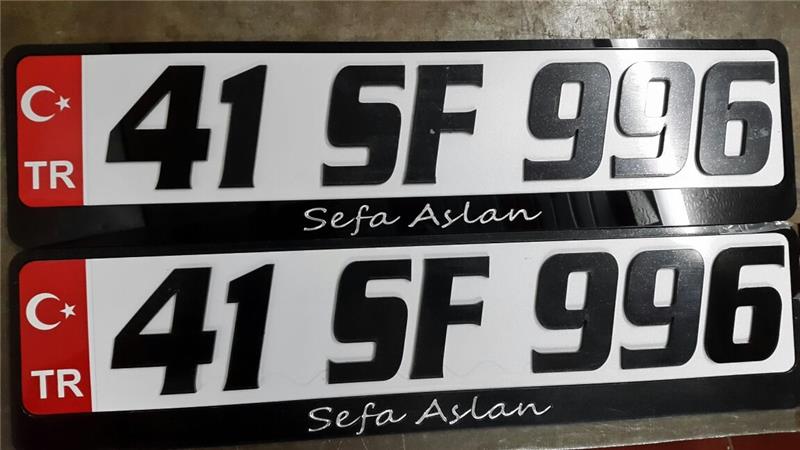 TR 41 SF 996
Sefa Aslan
TR 41 SF 996
Sefa Aslan